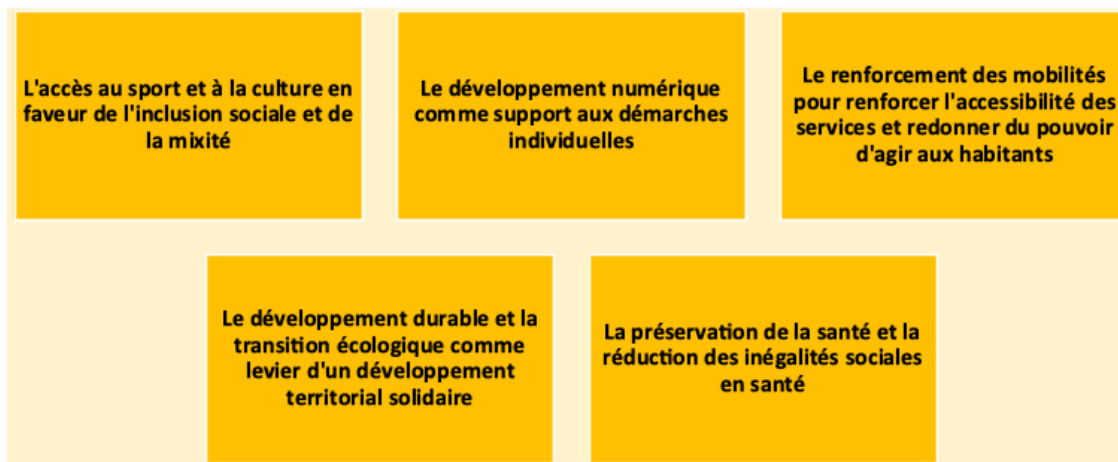 L'accès au sport et à la culture en
faveur de l'inclusion sociale et de
la mixité
Le développement numérique
comme support aux démarches
individuelles
Le renforcement des mobilités
pour renforcer l'accessibilité des
services et redonner du pouvoir
d'agir aux habitants
Le développement durable et la
transition écologique comme
levier d'un développement
territorial solidaire
La préservation de la santé et la
réduction des inégalités sociales
en santé